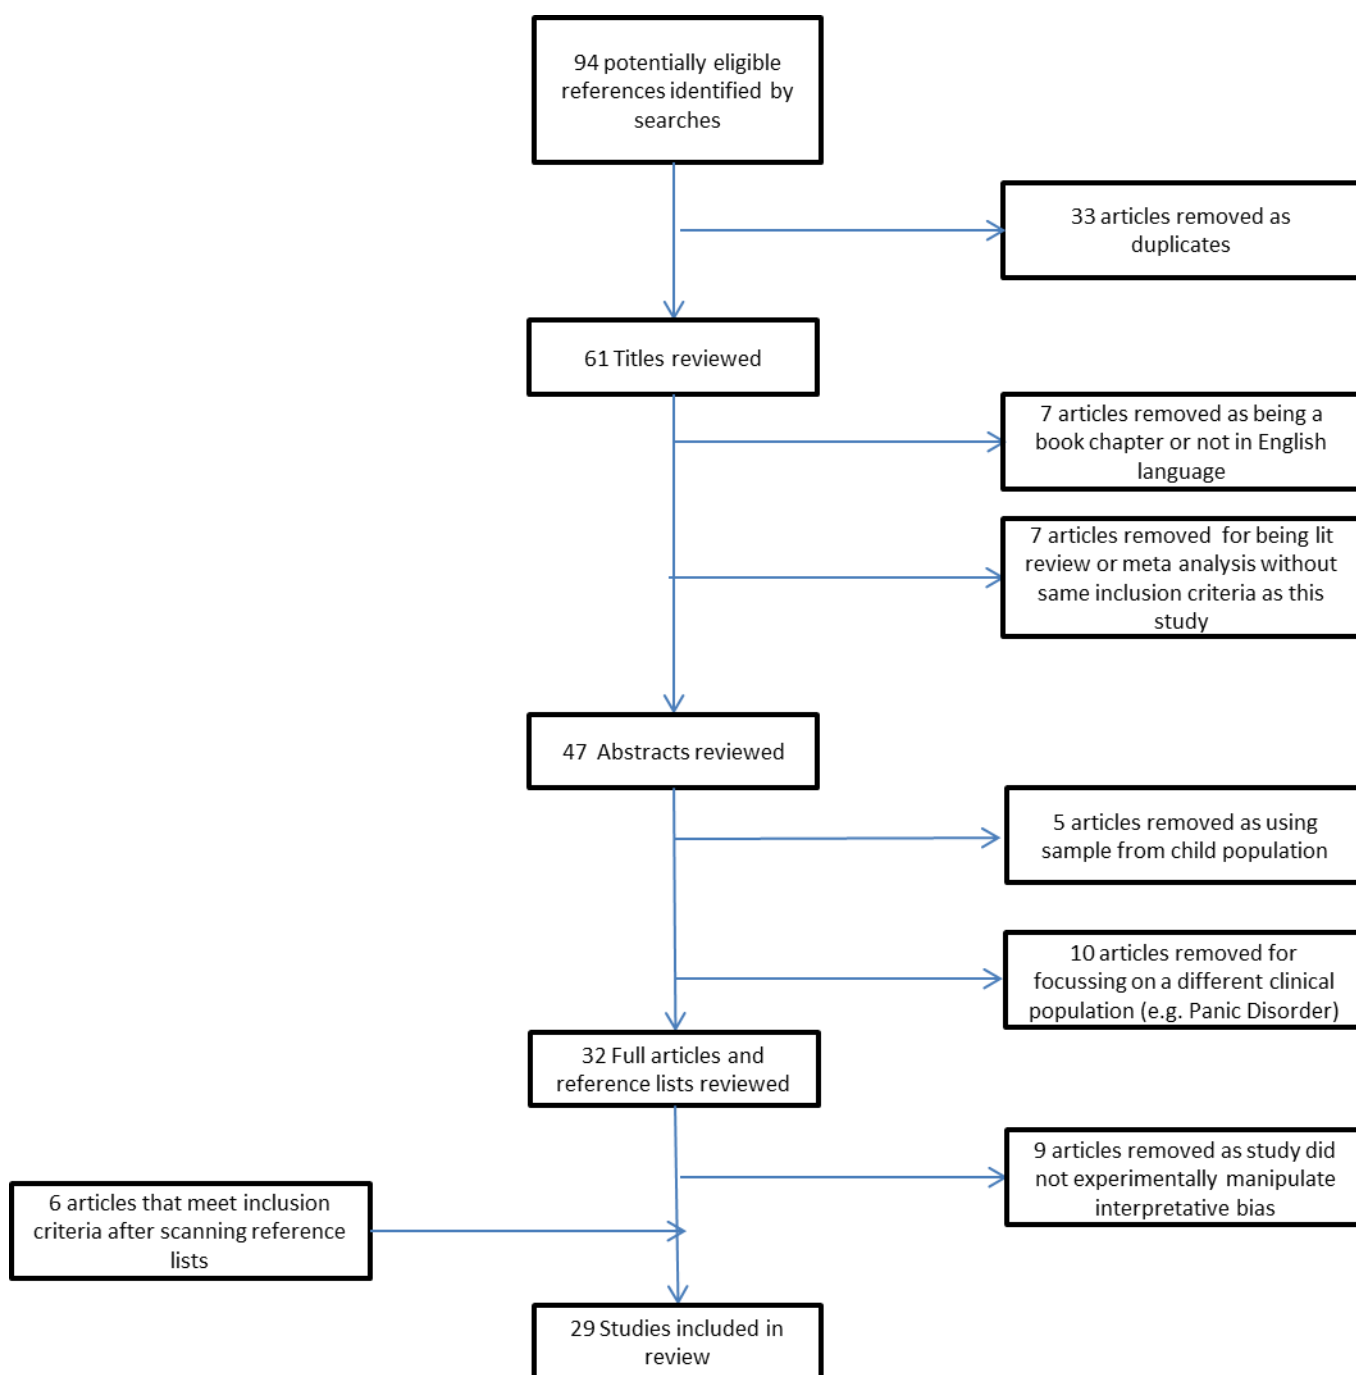 94 potentially eligible
references identified by
searches
33 articles removed as
duplicates
61 Titles reviewed
7 articles removed as being a
book chapter or not in English
language
7 articles removed for being lit
review or meta analysis without
same inclusion criteria as this
study
47 Abstracts reviewed
5 articles removed as using
sample from child population
10 articles removed for
focussing on a different clinical
population (e.g. Panic Disorder)
32 Full articles and
reference lists reviewed
9 articles removed as study did
not experimentally manipulate
interpretative bias
6 articles that meet inclusion
criteria after scanning reference
lists
29 Studies included in
review